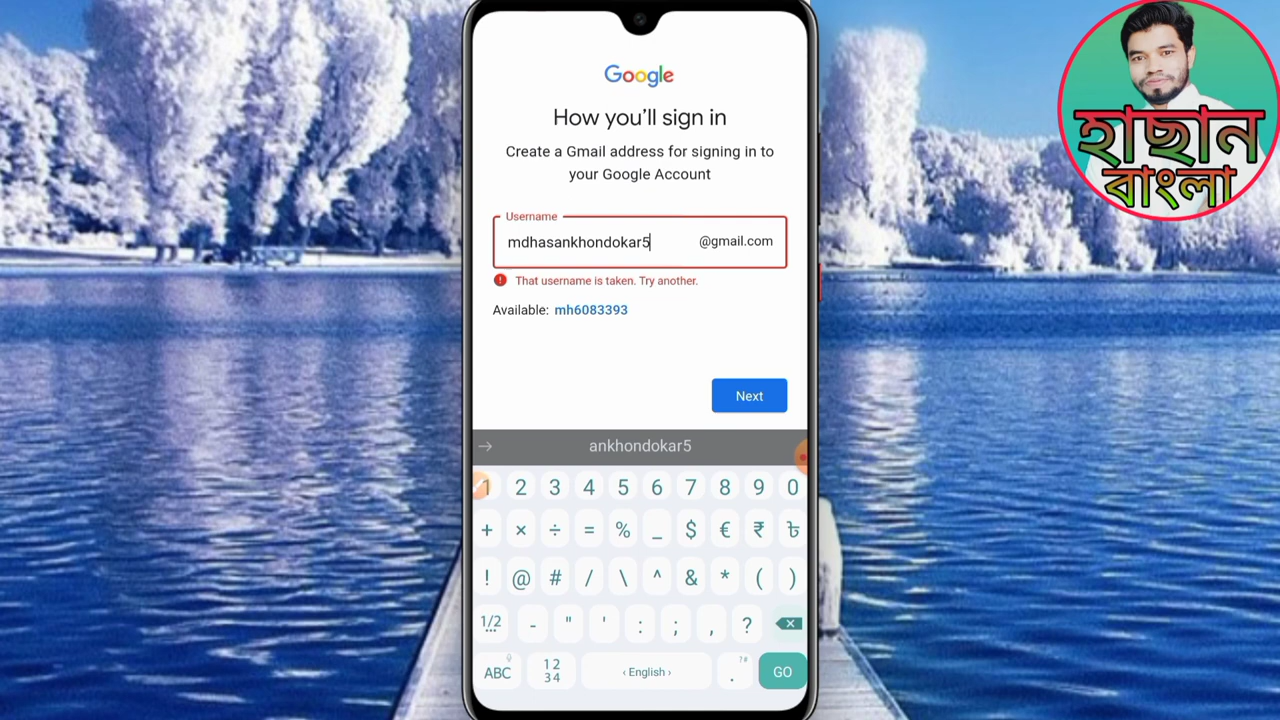 Google
How you'll sign in
Create a Gmail address for signing in to
your Google Account
Username
mdhasankhondokar5 @gmail.com
That username is taken. Try another.
Available: mh6083393
Next
ankhondokar5
1 2 3 4 5 6 7 8 9 0
+ × ÷ = % _ $ € ₹ ৳
! @ # / \ ^ & * ( )
1/2 - " ' : ; , ?
ABC 12 34 ‹ English › . ?# GO
হাছান
বাংলা